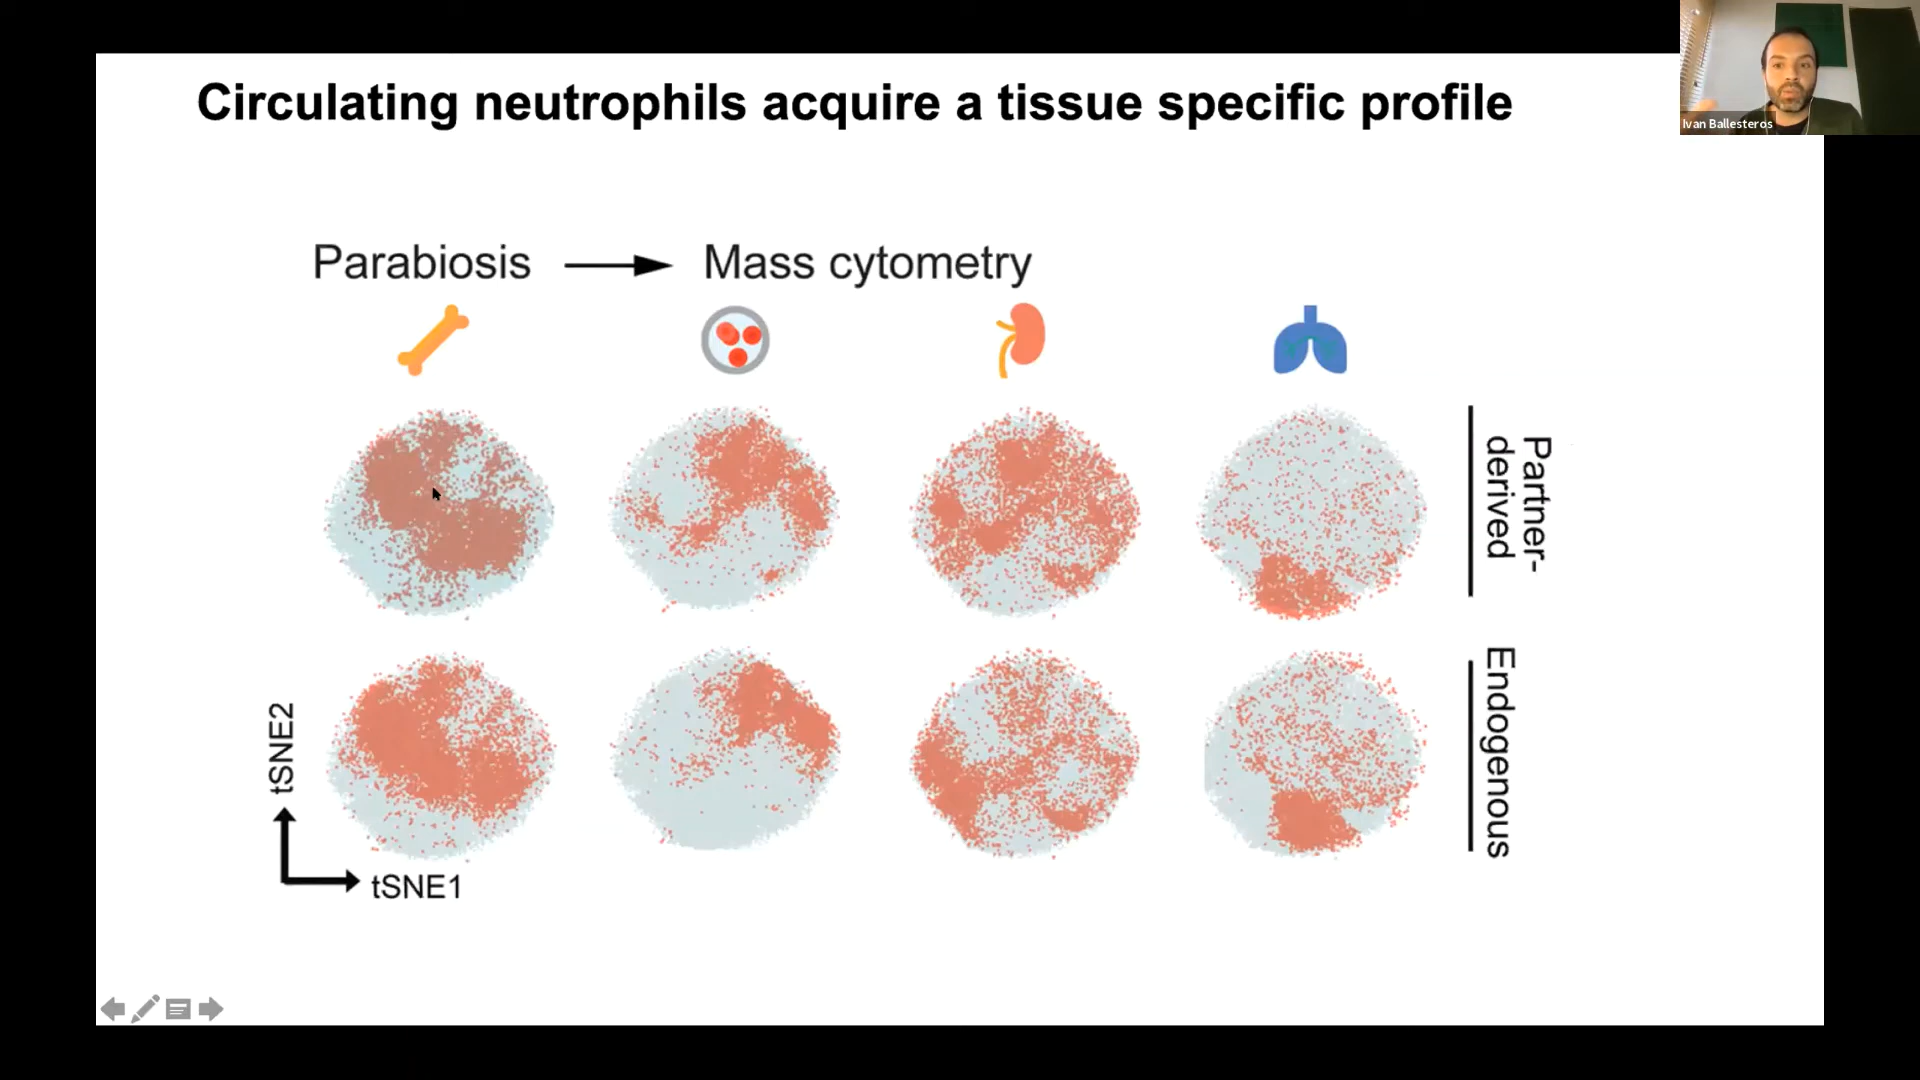 Circulating neutrophils acquire a tissue specific profile
Ivan Ballesteros
Parabiosis
Mass cytometry
Partner-
derived
Endogenous
tSNE2
tSNE1